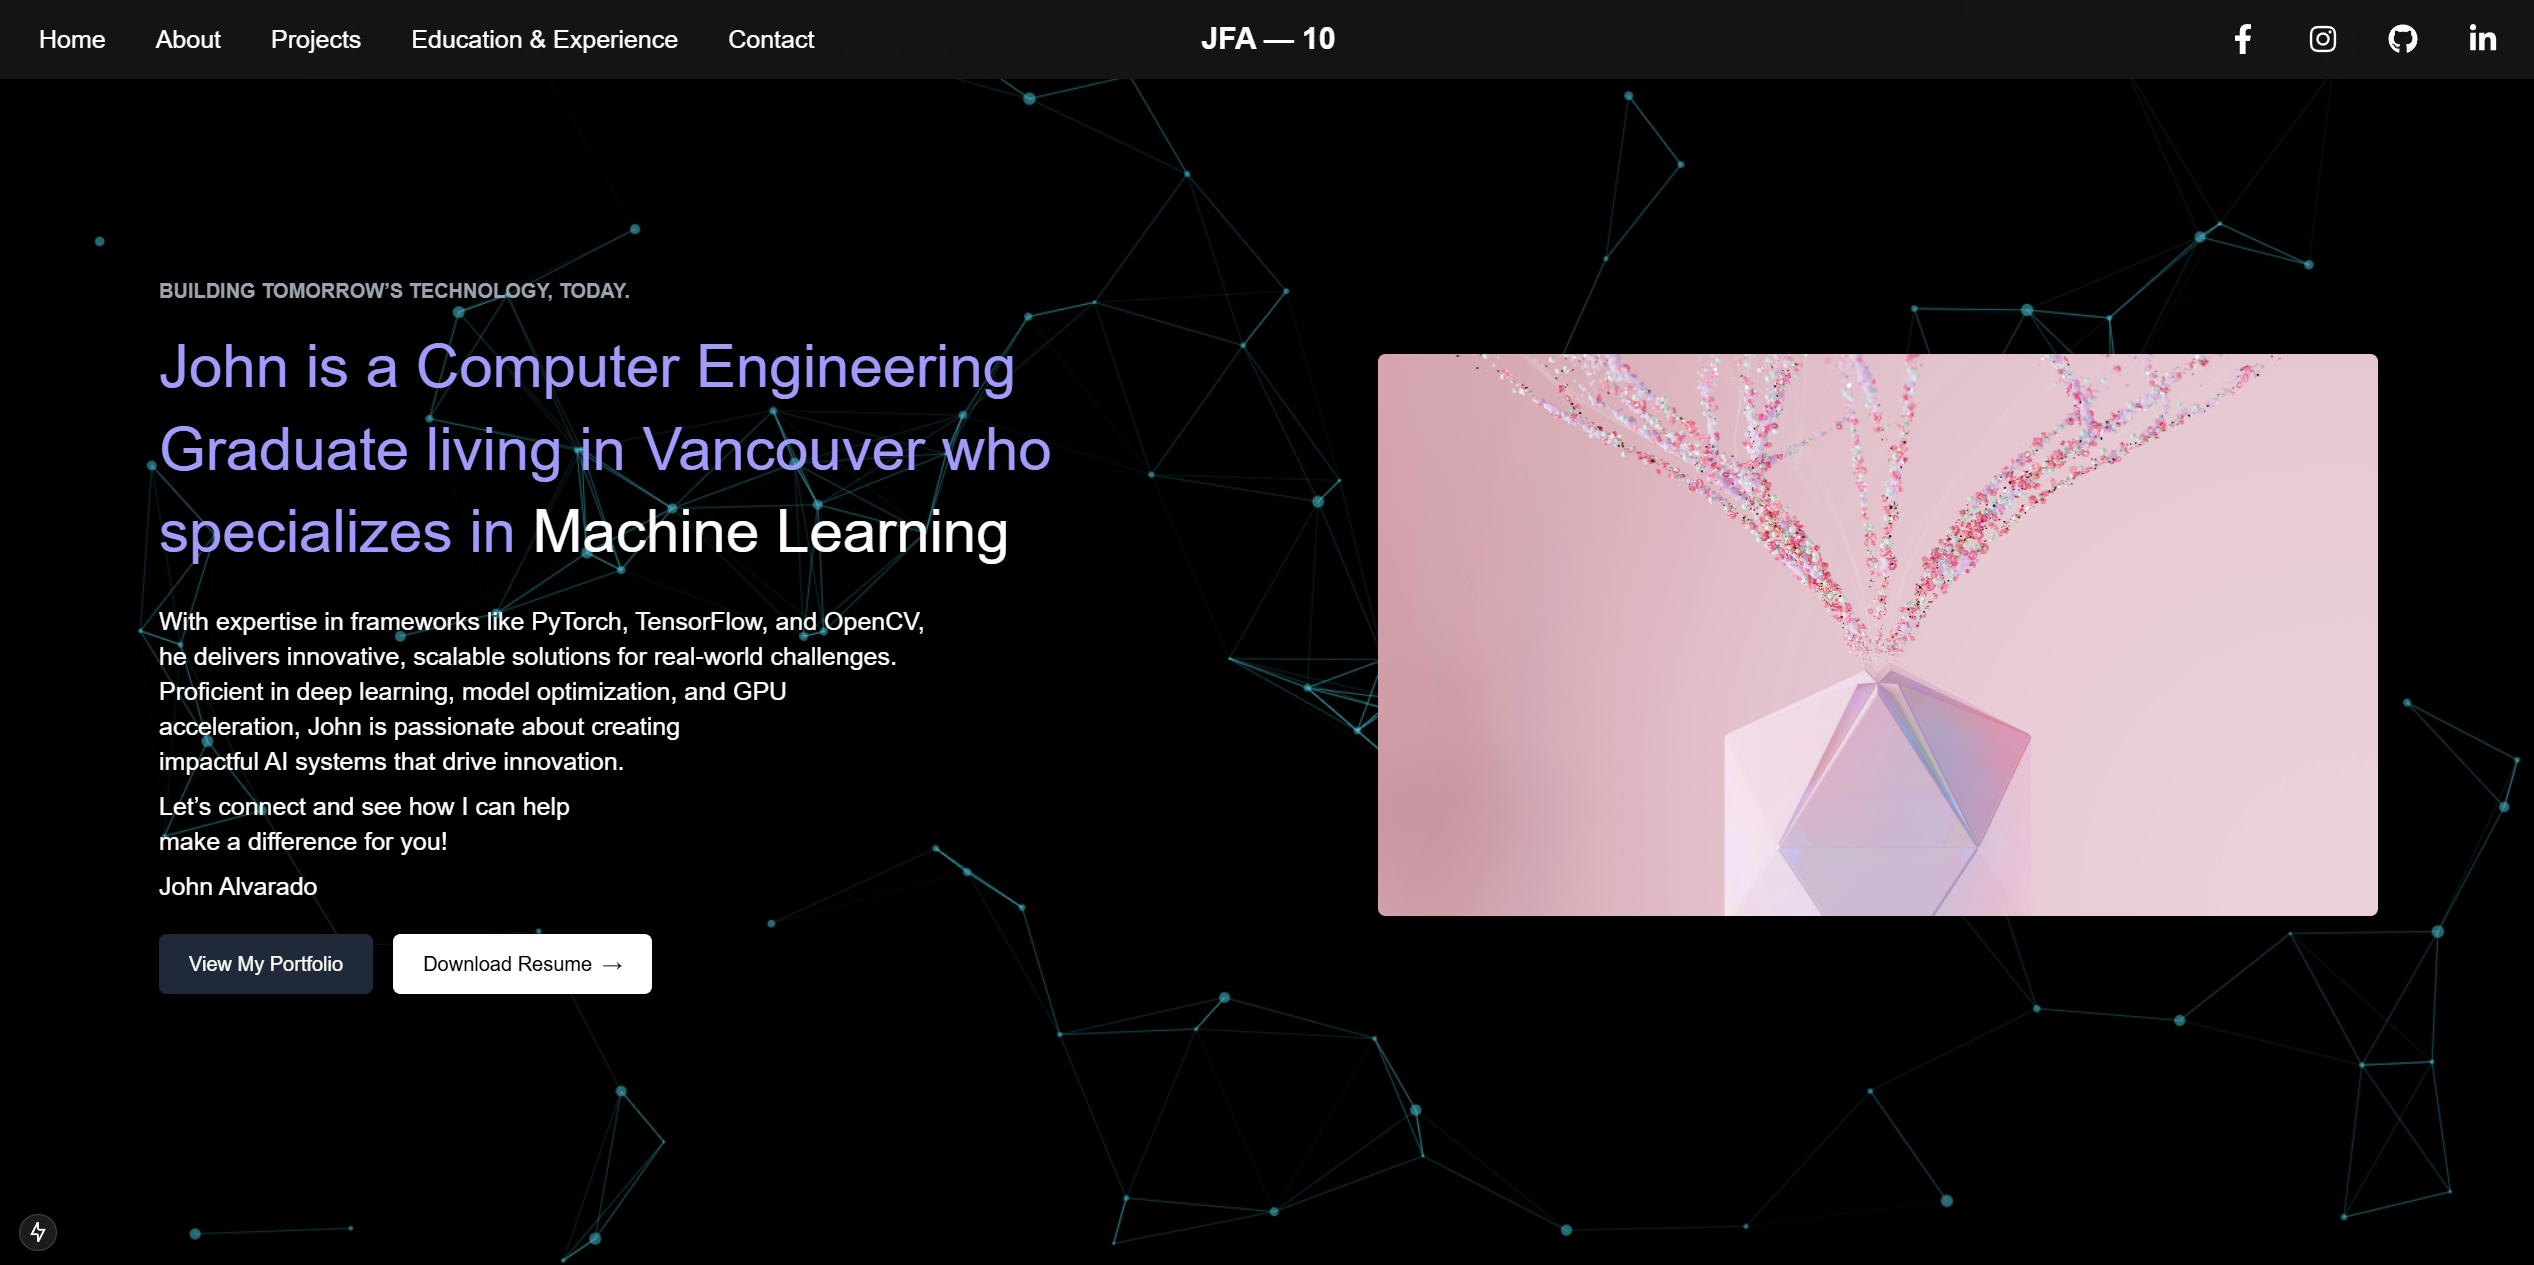 Home About Projects Education & Experience Contact JFA — 10
BUILDING TOMORROW’S TECHNOLOGY, TODAY.
John is a Computer Engineering
Graduate living in Vancouver who
specializes in Machine Learning
With expertise in frameworks like PyTorch, TensorFlow, and OpenCV,
he delivers innovative, scalable solutions for real-world challenges.
Proficient in deep learning, model optimization, and GPU
acceleration, John is passionate about creating
impactful AI systems that drive innovation.
Let’s connect and see how I can help
make a difference for you!
John Alvarado
View My Portfolio Download Resume →